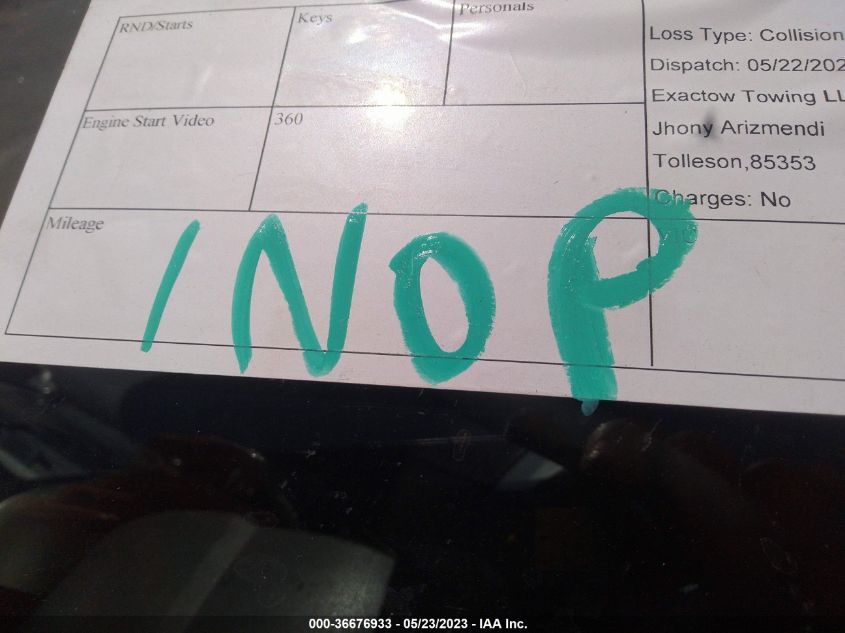 RND/Starts
Keys
Personals
Engine Start Video
360
Mileage
INOP
Loss Type: Collision
Dispatch: 05/22/202
Exactow Towing LL
Jhony Arizmendi
Tolleson,85353
Charges: No
000-36676933 - 05/23/2023 - IAA Inc.